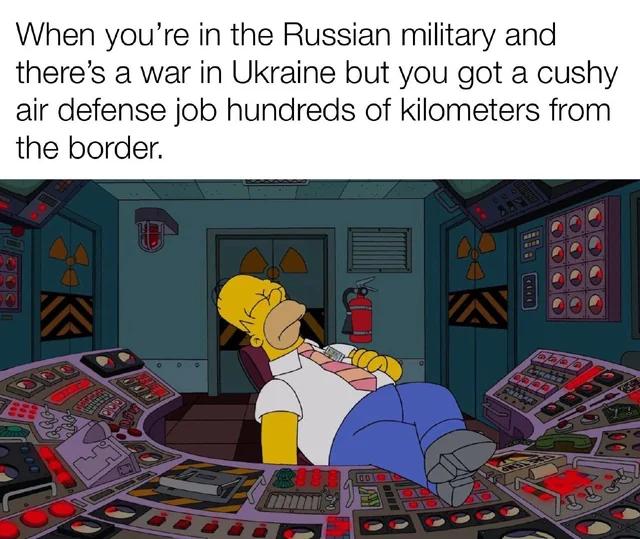 When you’re in the Russian military and
there’s a war in Ukraine but you got a cushy
air defense job hundreds of kilometers from
the border.